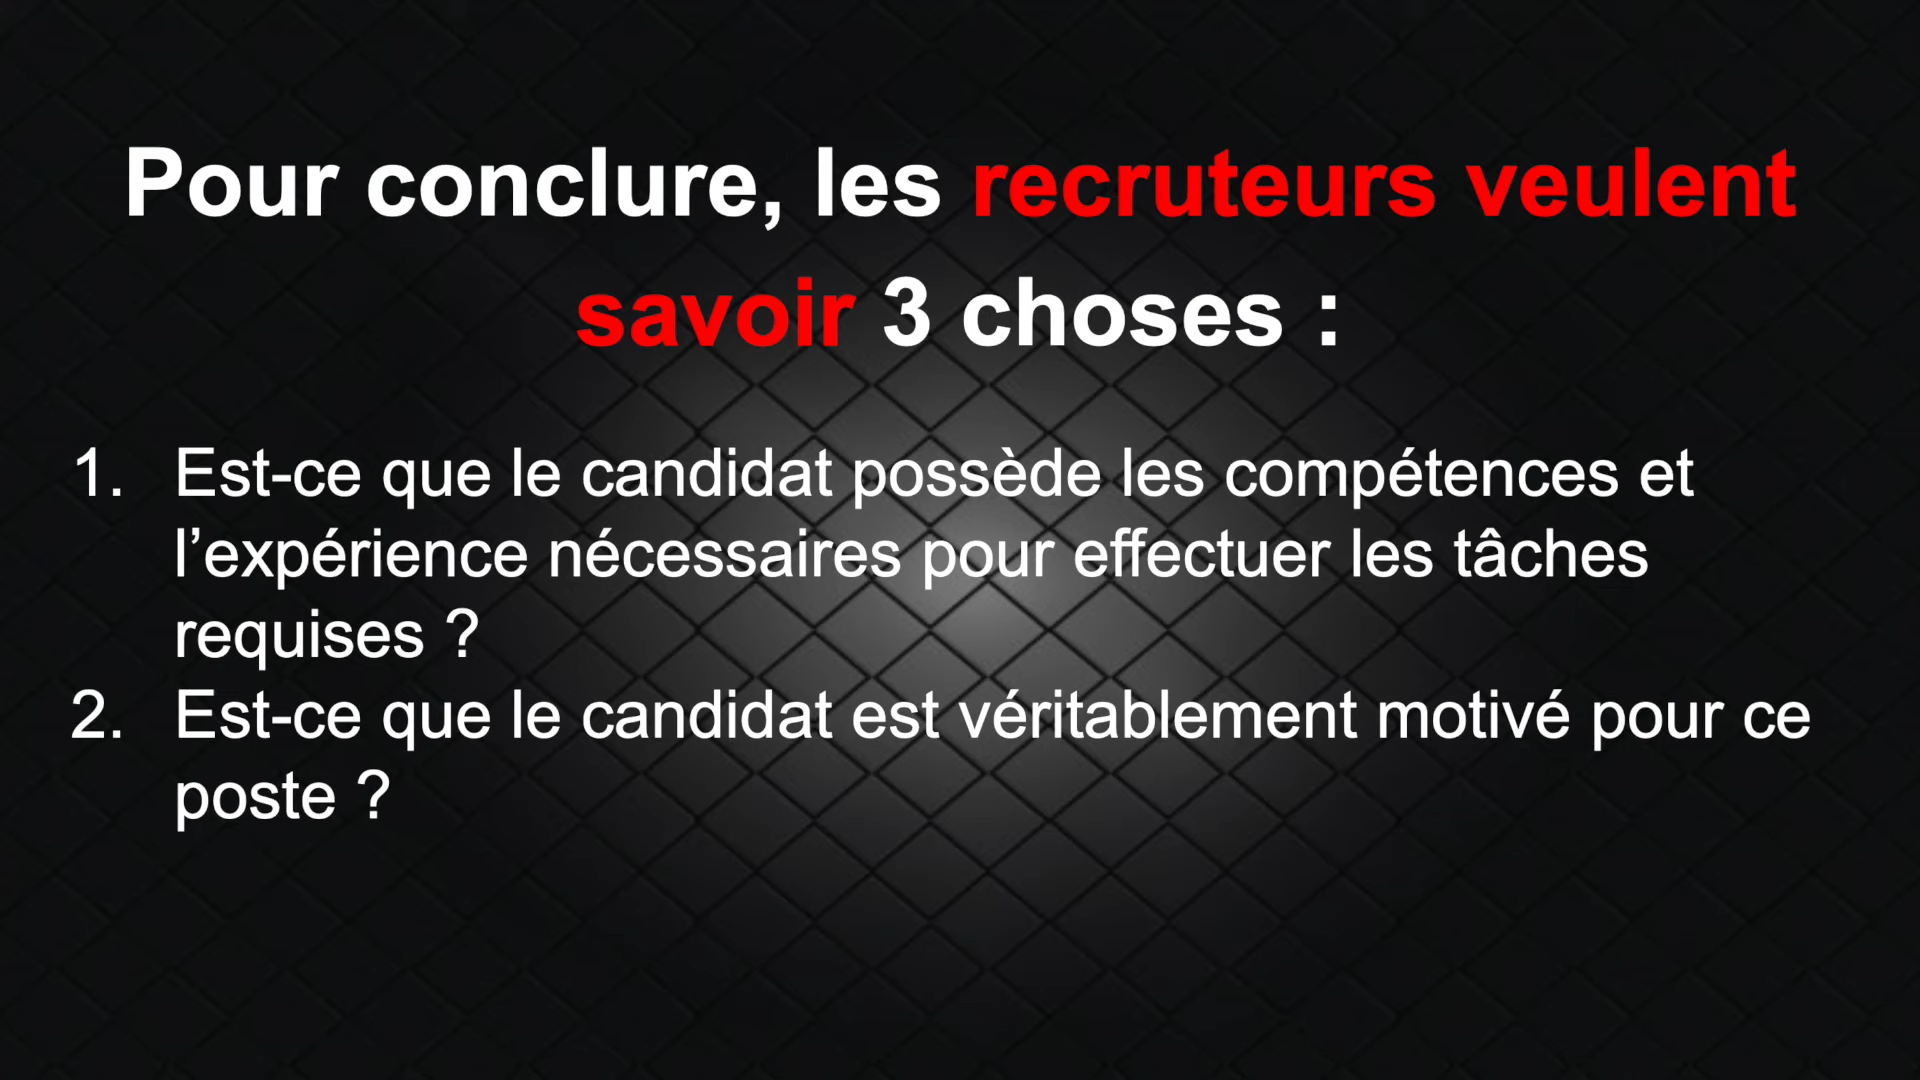 Pour conclure, les recruteurs veulent
savoir 3 choses :
1. Est-ce que le candidat possède les compétences et
l’expérience nécessaires pour effectuer les tâches
requises ?
2. Est-ce que le candidat est véritablement motivé pour ce
poste ?